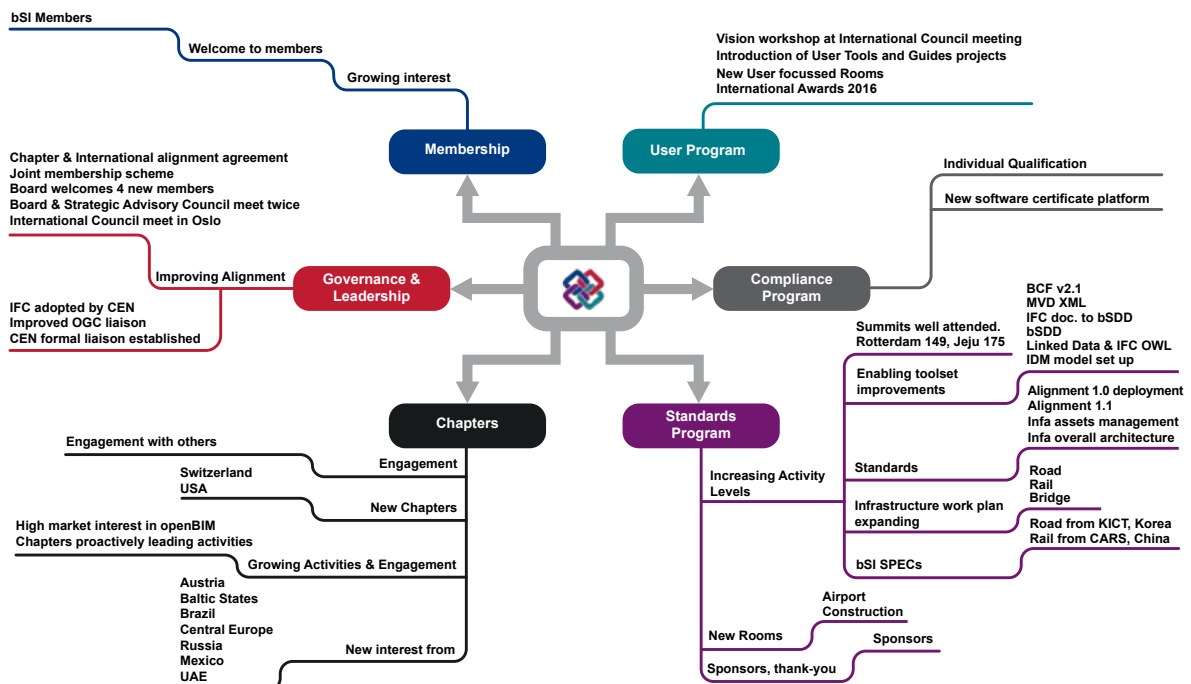 bSI Members
Welcome to members
Growing interest
Membership
Vision workshop at International Council meeting
Introduction of User Tools and Guides projects
New User focussed Rooms
International Awards 2016
User Program
Chapter & International alignment agreement
Joint membership scheme
Board welcomes 4 new members
Board & Strategic Advisory Council meet twice
International Council meet in Oslo
Improving Alignment
IFC adopted by CEN
Improved OGC liaison
CEN formal liaison established
Governance &
Leadership
Individual Qualification
New software certificate platform
Compliance
Program
Chapters
Engagement with others
Engagement
Switzerland
USA
New Chapters
High market interest in openBIM
Chapters proactively leading activities
Growing Activities & Engagement
Austria
Baltic States
Brazil
Central Europe
Russia
Mexico
UAE
New interest from
Standards
Program
Increasing Activity
Levels
Summits well attended.
Rotterdam 149, Jeju 175
Enabling toolset
improvements
BCF v2.1
MVD XML
IFC doc. to bSDD
bSDD
Linked Data & IFC OWL
IDM model set up
Standards
Alignment 1.0 deployment
Alignment 1.1
Infa assets management
Infa overall architecture
Infrastructure work plan
expanding
Road
Rail
Bridge
bSI SPECs
Road from KICT, Korea
Rail from CARS, China
New Rooms
Airport
Construction
Sponsors, thank-you
Sponsors